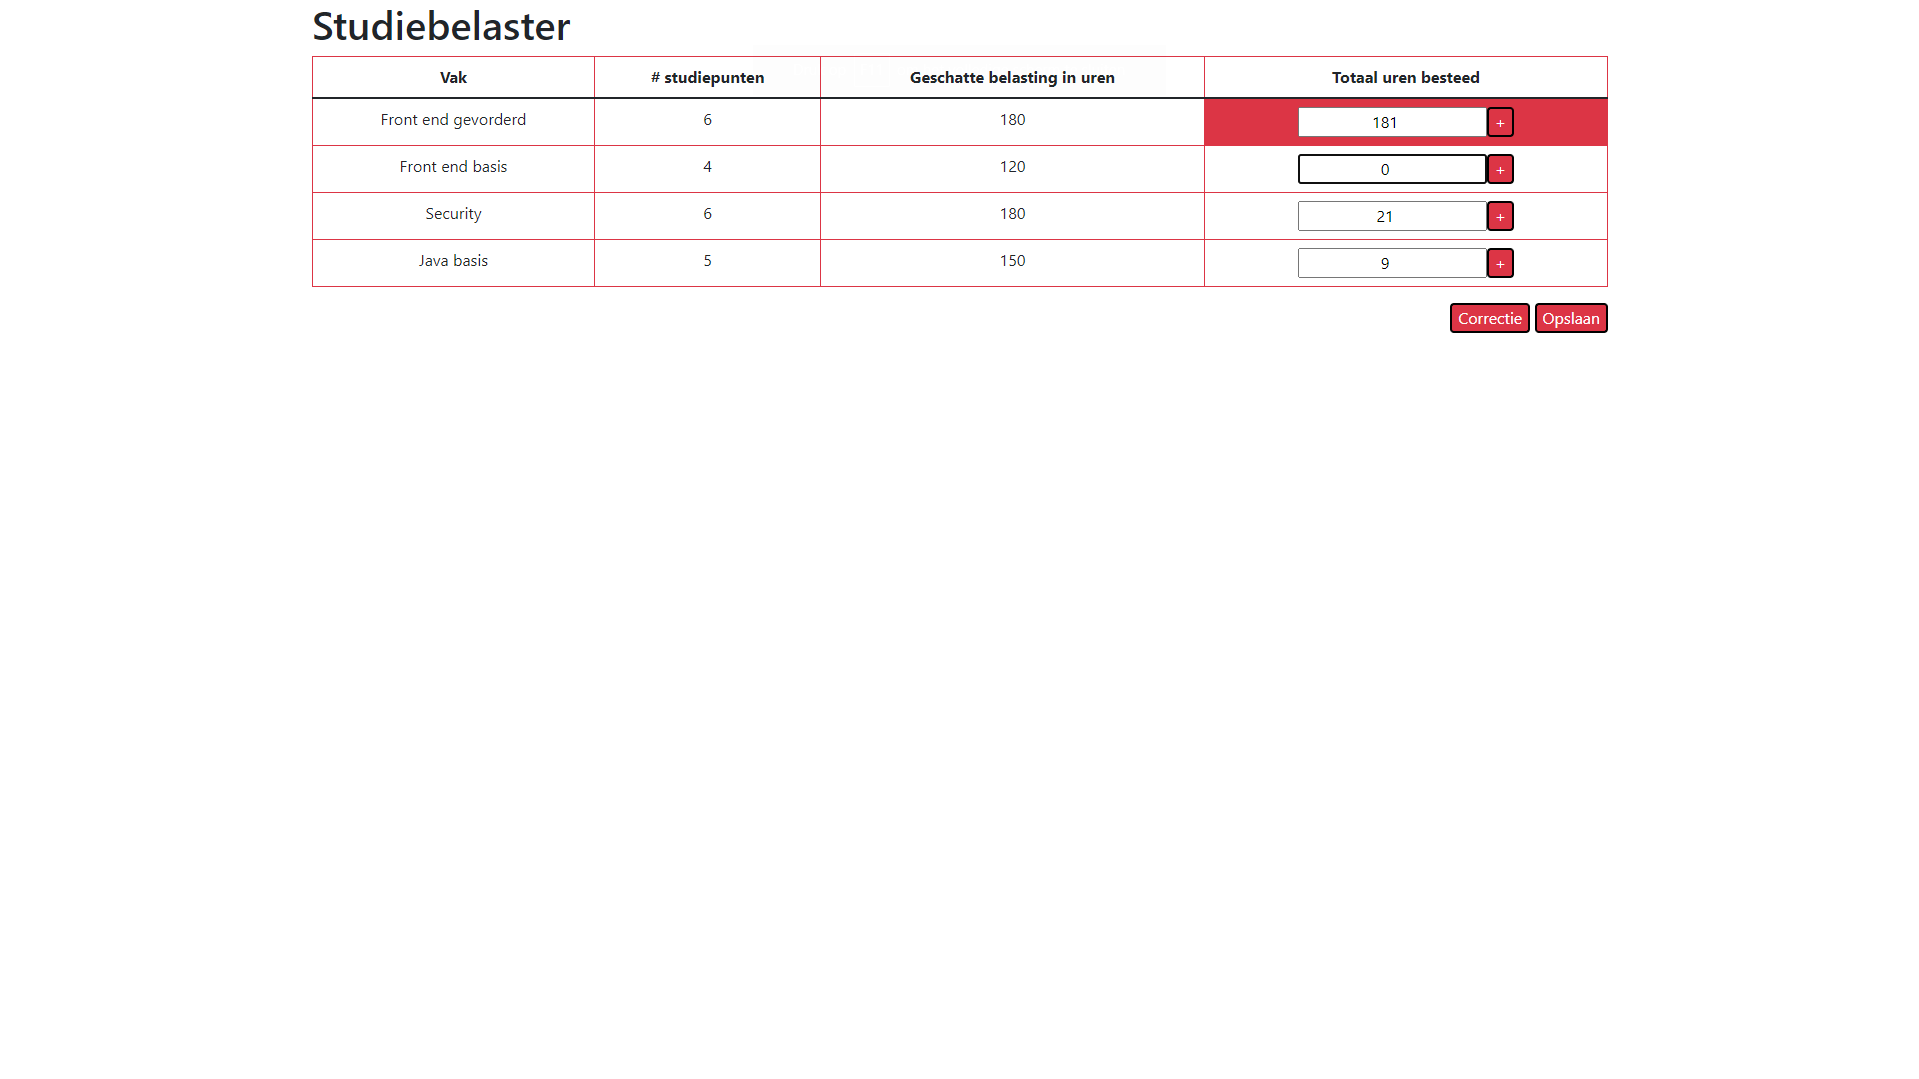 Studiebelaster
Vak # studiepunten Geschatte belasting in uren Totaal uren besteed
Front end gevorderd 6 180 181 +
Front end basis 4 120 0 +
Security 6 180 21 +
Java basis 5 150 9 +
Correctie Opslaan